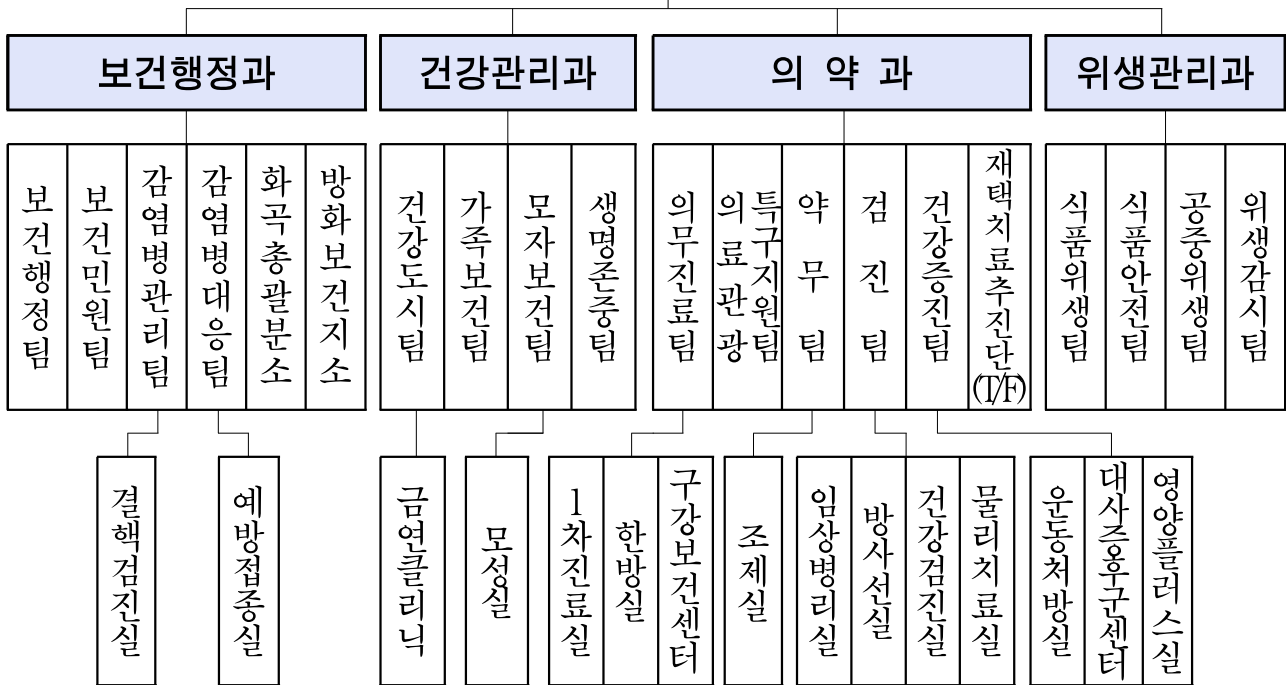 보건행정과
건강관리과
의 약 과
위생관리과
보건행정팀
보건민원팀
감염병관리팀
감염병대응팀
화곡총괄분소
방화보건지소
건강도시팀
가족보건팀
모자보건팀
생명존중팀
의무진료팀
의료관광
특구지원팀
약무팀
검진팀
건강증진팀
재택치료추진단(T/F)
식품위생팀
식품안전팀
공중위생팀
위생감시팀
결핵검진실
예방접종실
금연클리닉
모성실
1차진료실
한방실
구강보건센터
조제실
임상병리실
방사선실
건강검진실
물리치료실
운동처방실
대사증후군센터
영양플러스실